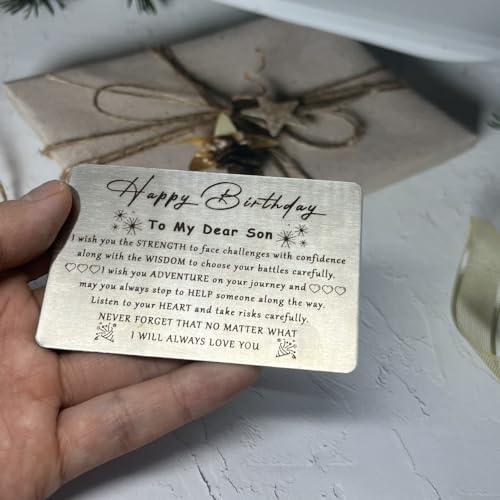 Happy Birthday
To My Dear Son
I wish you the STRENGTH to face challenges with confidence
along with the WISDOM to choose your battles carefully.
I wish you ADVENTURE on your journey and
may you always stop to HELP someone along the way.
Listen to your HEART and take risks carefully.
NEVER FORGET THAT NO MATTER WHAT
I WILL ALWAYS LOVE YOU